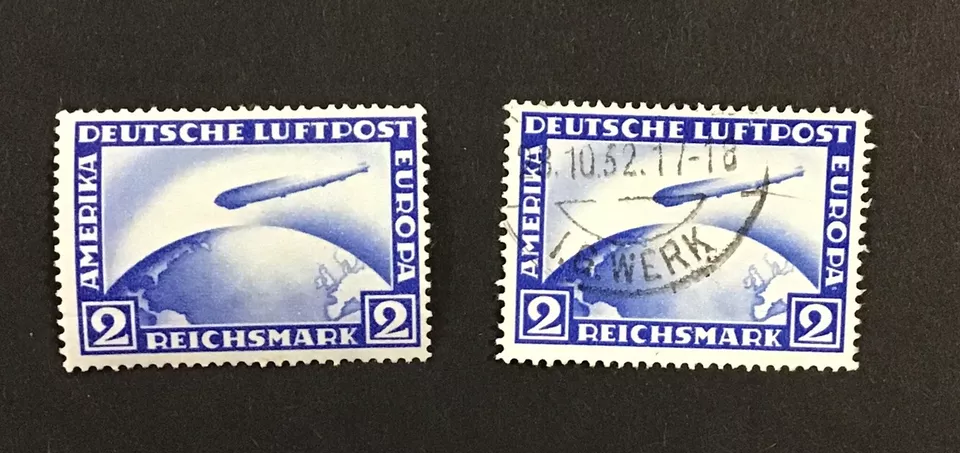 DEUTSCHE LUFTPOST
AMERIKA
EUROPA
2 REICHSMARK 2
DEUTSCHE LUFTPOST
AMERIKA
EUROPA
2 REICHSMARK 2
.10.32.17-18
WERK